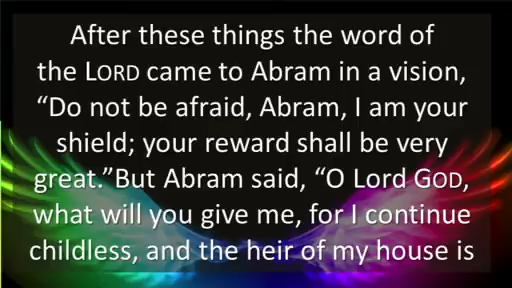 After these things the word of
the LORD came to Abram in a vision,
“Do not be afraid, Abram, I am your
shield; your reward shall be very
great.”But Abram said, “O Lord GOD,
what will you give me, for I continue
childless, and the heir of my house is